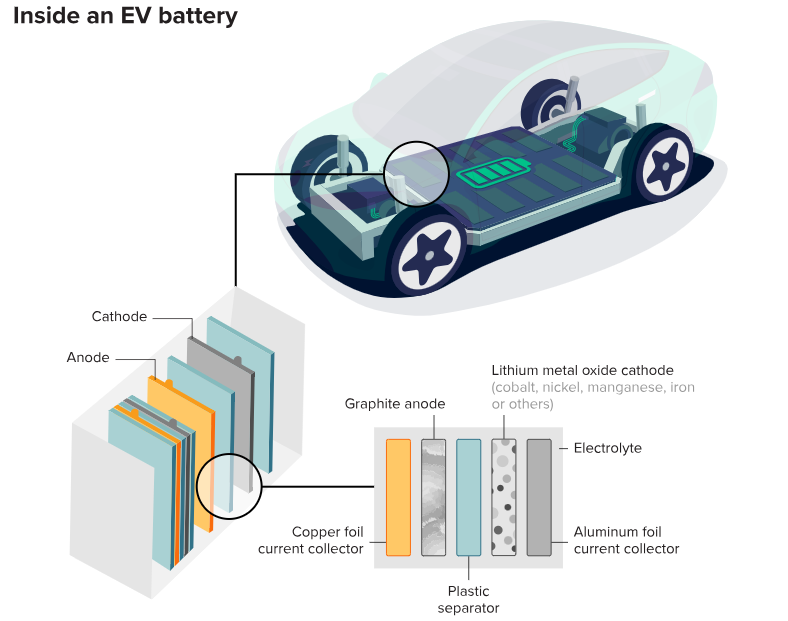 Inside an EV battery
Cathode
Anode
Lithium metal oxide cathode
(cobalt, nickel, manganese, iron
or others)
Graphite anode
Electrolyte
Copper foil
current collector
Aluminum foil
current collector
Plastic
separator